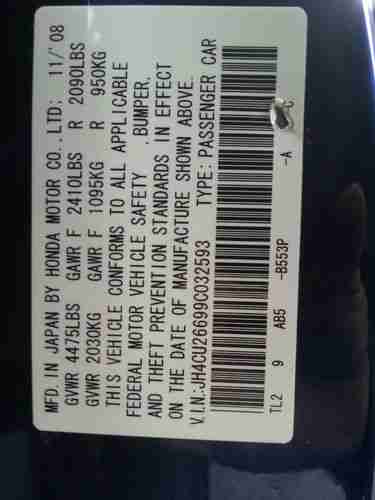 MFD. IN JAPAN BY HONDA MOTOR CO., LTD; 11/'08
GVWR 4475LBS GAWR F 2410LBS R 2090LBS
GVWR 2030KG GAWR F 1095KG R 950KG
THIS VEHICLE CONFORMS TO ALL APPLICABLE
FEDERAL MOTOR VEHICLE SAFETY , BUMPER,
AND THEFT PREVENTION STANDARDS IN EFFECT
ON THE DATE OF MANUFACTURE SHOWN ABOVE.
V.I.N:JH4CU26699C032593 TYPE: PASSENGER CAR
TL2 9 AB5 -B553P -A C